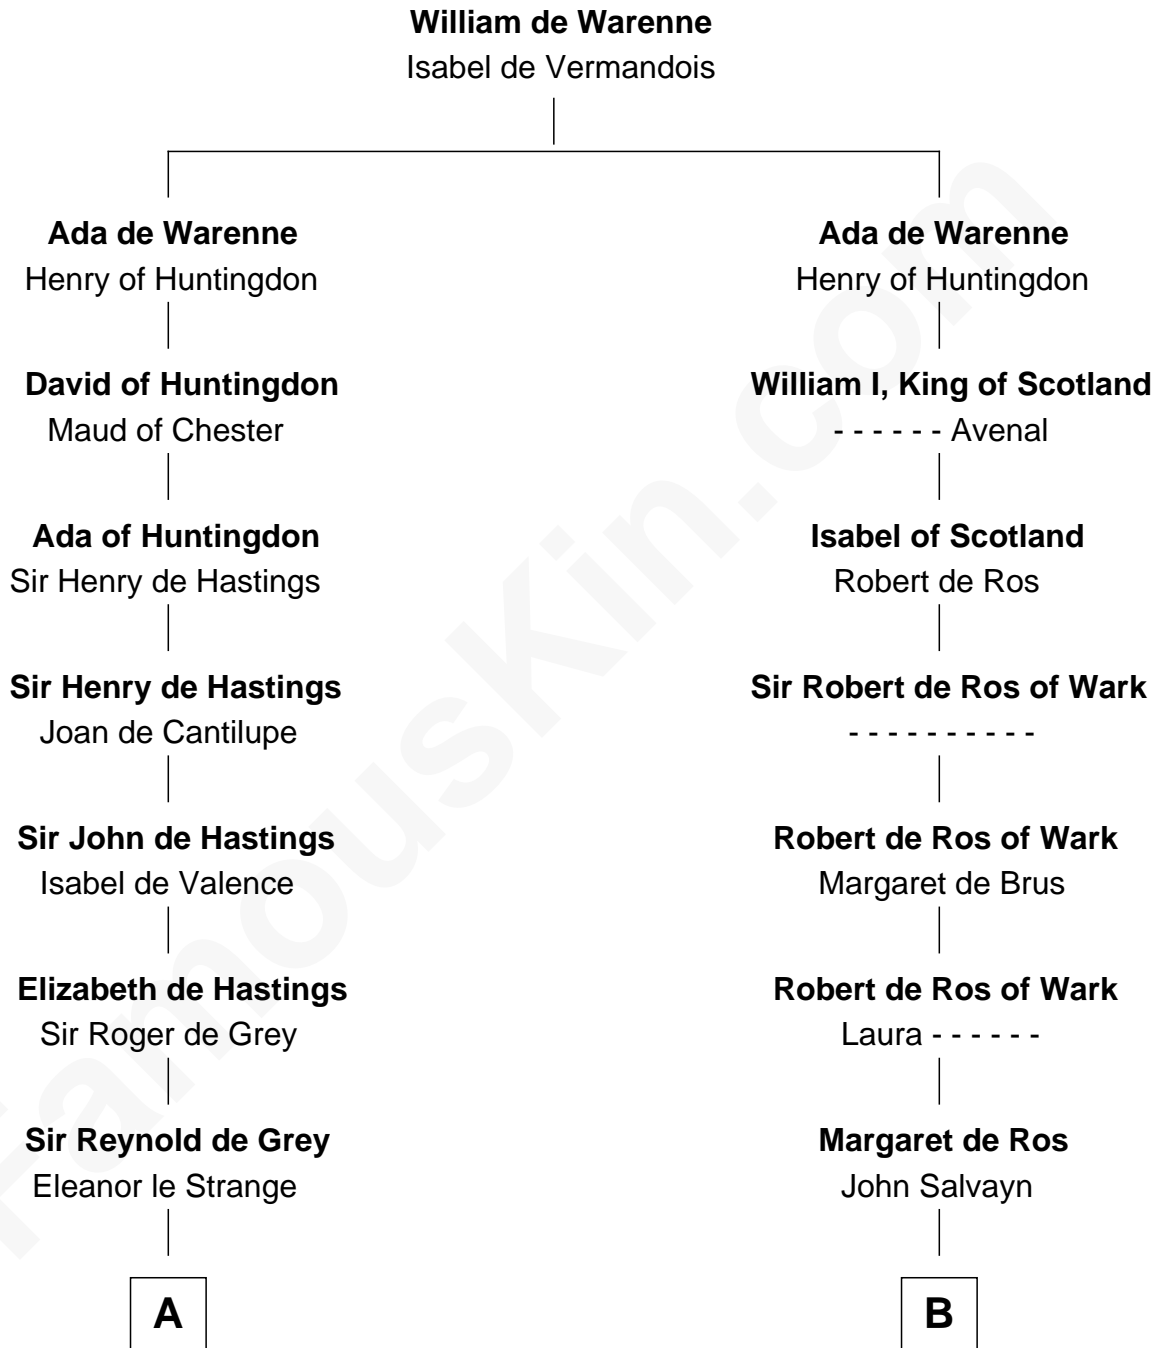 William de Warenne
Isabel de Vermandois
Ada de Warenne
Henry of Huntingdon
David of Huntingdon
Maud of Chester
Ada of Huntingdon
Sir Henry de Hastings
Sir Henry de Hastings
Joan de Cantilupe
Sir John de Hastings
Isabel de Valence
Elizabeth de Hastings
Sir Roger de Grey
Sir Reynold de Grey
Eleanor le Strange
A
Ada de Warenne
Henry of Huntingdon
William I, King of Scotland
- - - - - - Avenal
Isabel of Scotland
Robert de Ros
Sir Robert de Ros of Wark
- - - - - - - - - -
Robert de Ros of Wark
Margaret de Brus
Robert de Ros of Wark
Laura - - - - - -
Margaret de Ros
John Salvayn
B
FamousKin.com